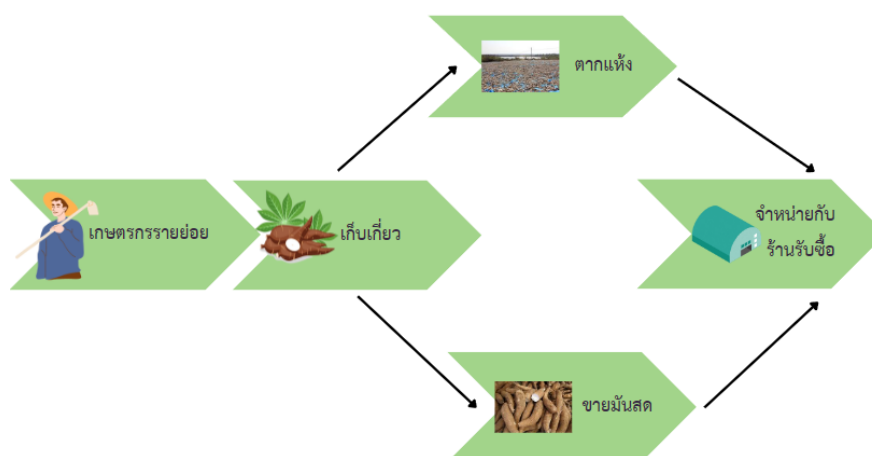 ตากแห้ง
เกษตรกรรายย่อย
เก็บเกี่ยว
จำหน่ายกับ
ร้านรับซื้อ
ขายมันสด